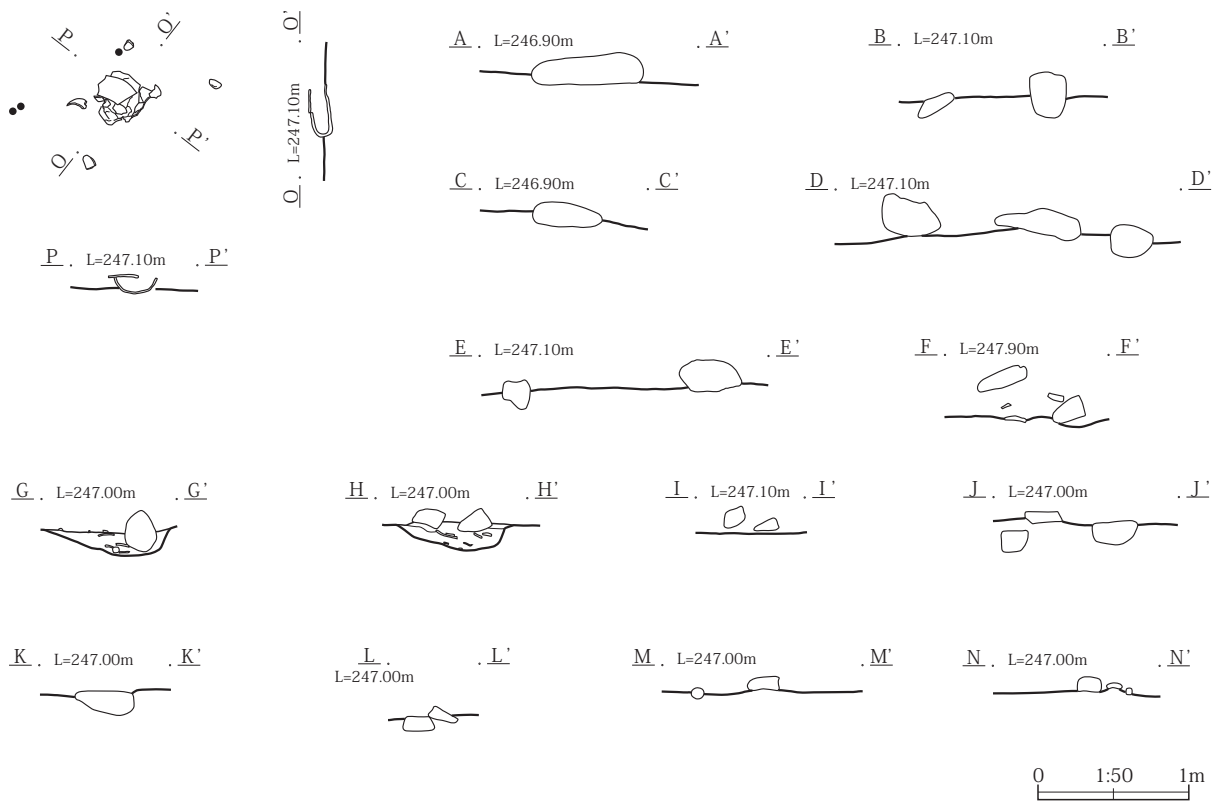 P . . O'
O . . P'
O . L=247.10m . O'
P . L=247.10m . P'
A . L=246.90m . A'
B . L=247.10m . B'
C . L=246.90m . C'
D . L=247.10m . D'
E . L=247.10m . E'
F . L=247.90m . F'
G . L=247.00m . G'
H . L=247.00m . H'
I . L=247.10m . I'
J . L=247.00m . J'
K . L=247.00m . K'
L . . L'
L=247.00m
M . L=247.00m . M'
N . L=247.00m . N'
0 1:50 1m